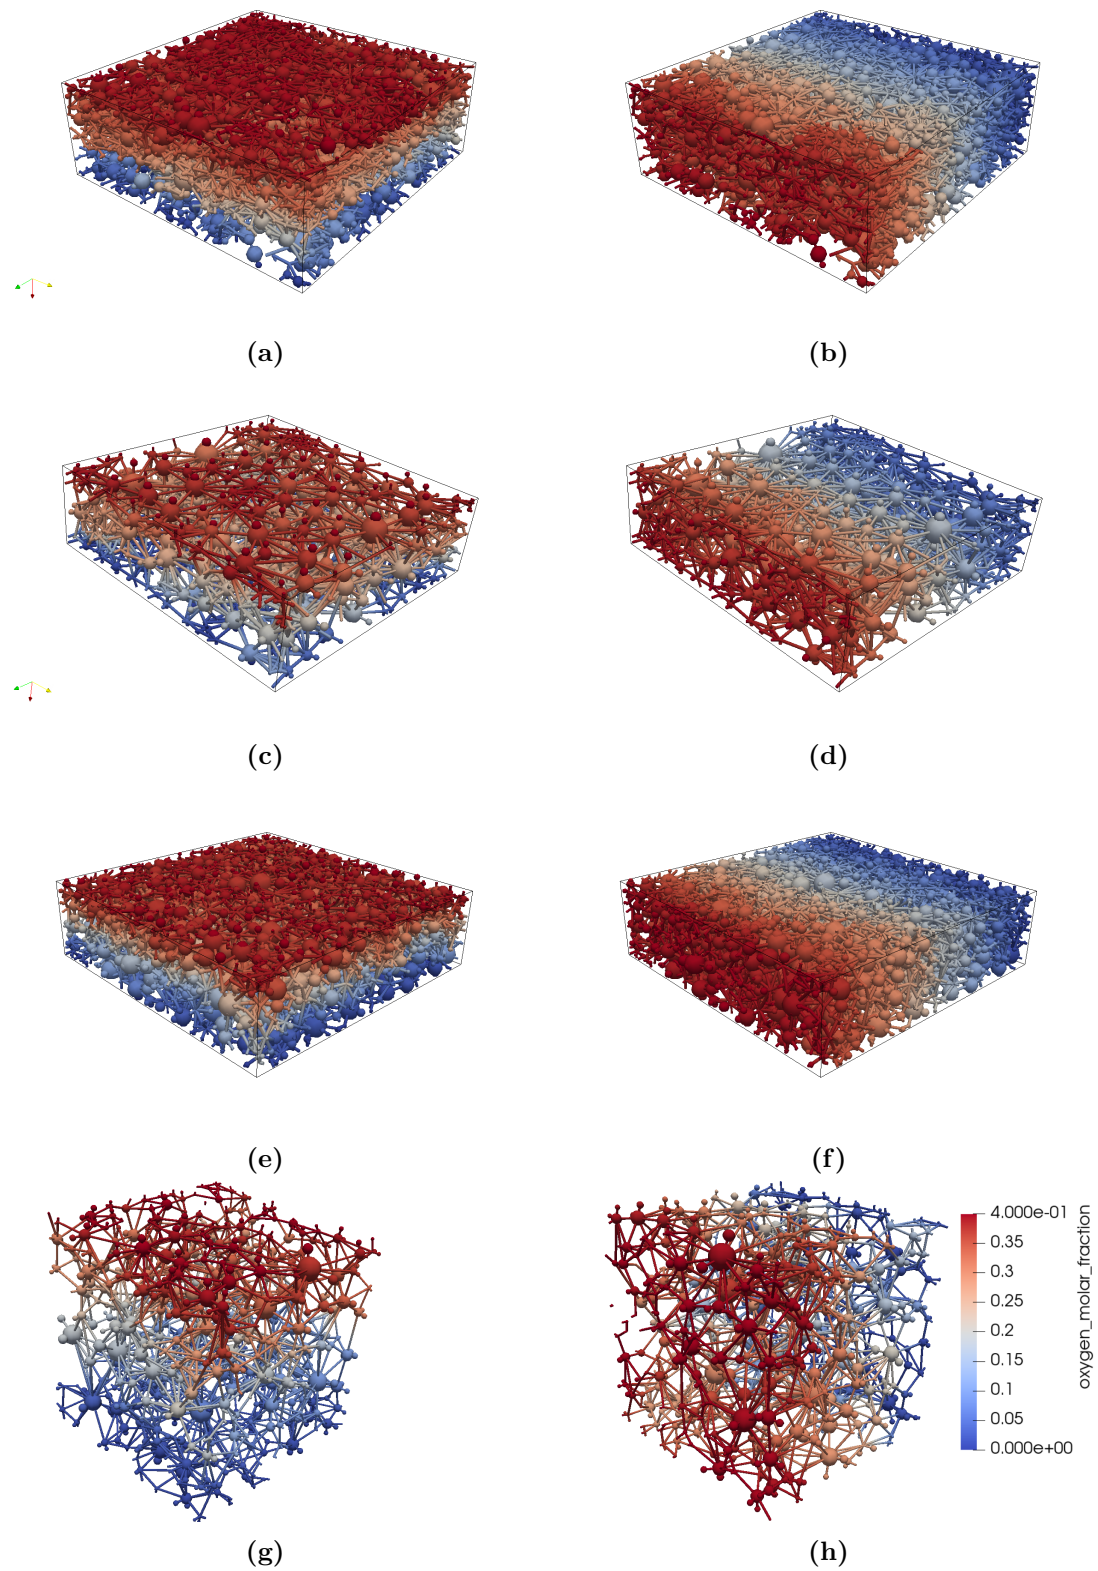 (a)
(b)
(c)
(d)
(e)
(f)
4.000e-01
0.35
0.3
0.25
0.2
0.15
0.1
0.05
0.000e+00
oxygen_molar_fraction
(g)
(h)